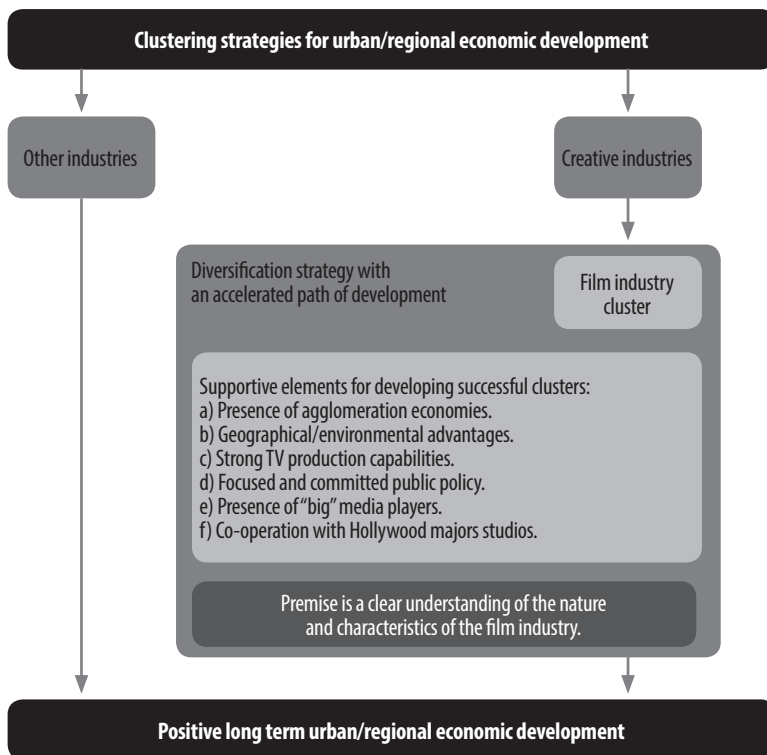 Clustering strategies for urban/regional economic development
Other industries
Creative industries
Diversification strategy with
an accelerated path of development
Film industry
cluster
Supportive elements for developing successful clusters:
a) Presence of agglomeration economies.
b) Geographical/environmental advantages.
c) Strong TV production capabilities.
d) Focused and committed public policy.
e) Presence of “big” media players.
f) Co-operation with Hollywood majors studios.
Premise is a clear understanding of the nature
and characteristics of the film industry.
Positive long term urban/regional economic development